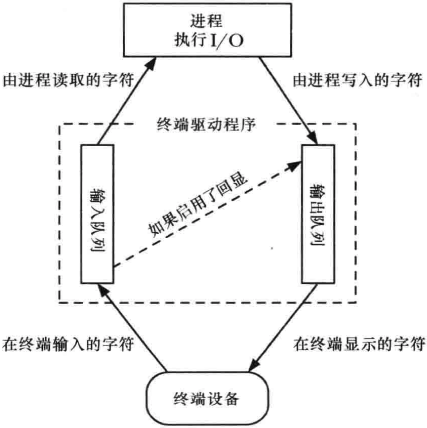 进程
执行I/O
由进程读取的字符
由进程写入的字符
终端驱动程序
输入队列
如果启用了回显
输出队列
在终端输入的字符
在终端显示的字符
终端设备